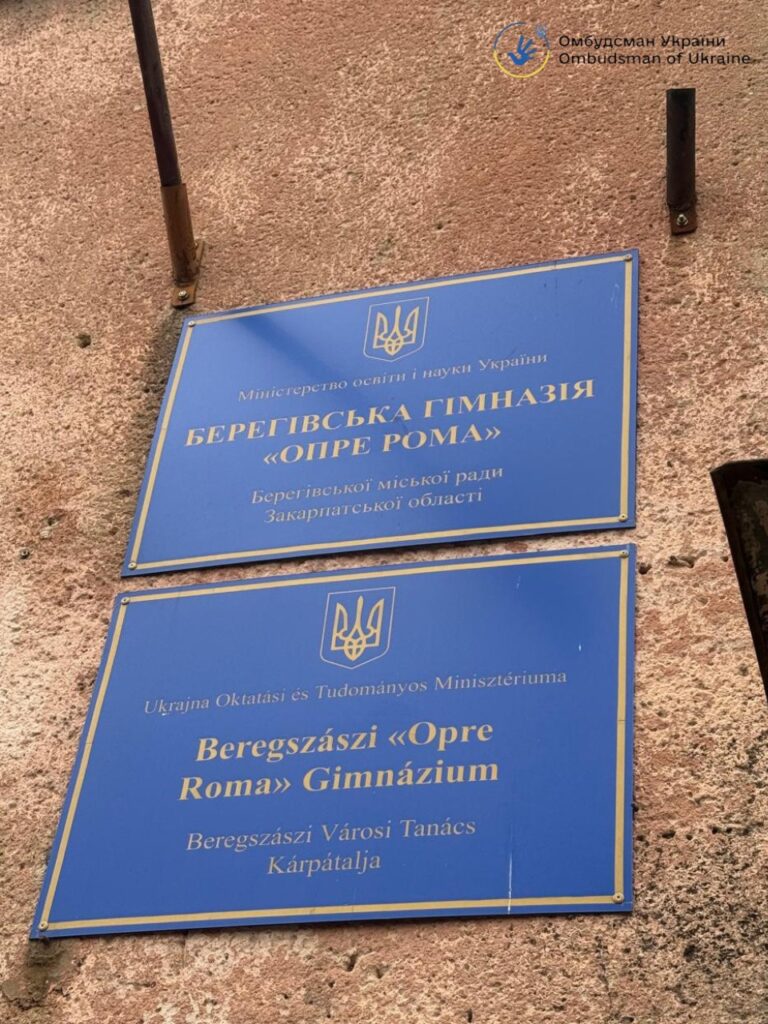 Омбудсман України
Ombudsman of Ukraine
Міністерство освіти і науки України
БЕРЕГІВСЬКА ГІМНАЗІЯ
«ОПРЕ РОМА»
Берегівської міської ради
Закарпатської області
Ukrajna Oktatási és Tudományos Minisztériuma
Beregszászi «Opre
Roma» Gimnázium
Beregszászi Városi Tanács
Kárpátalja